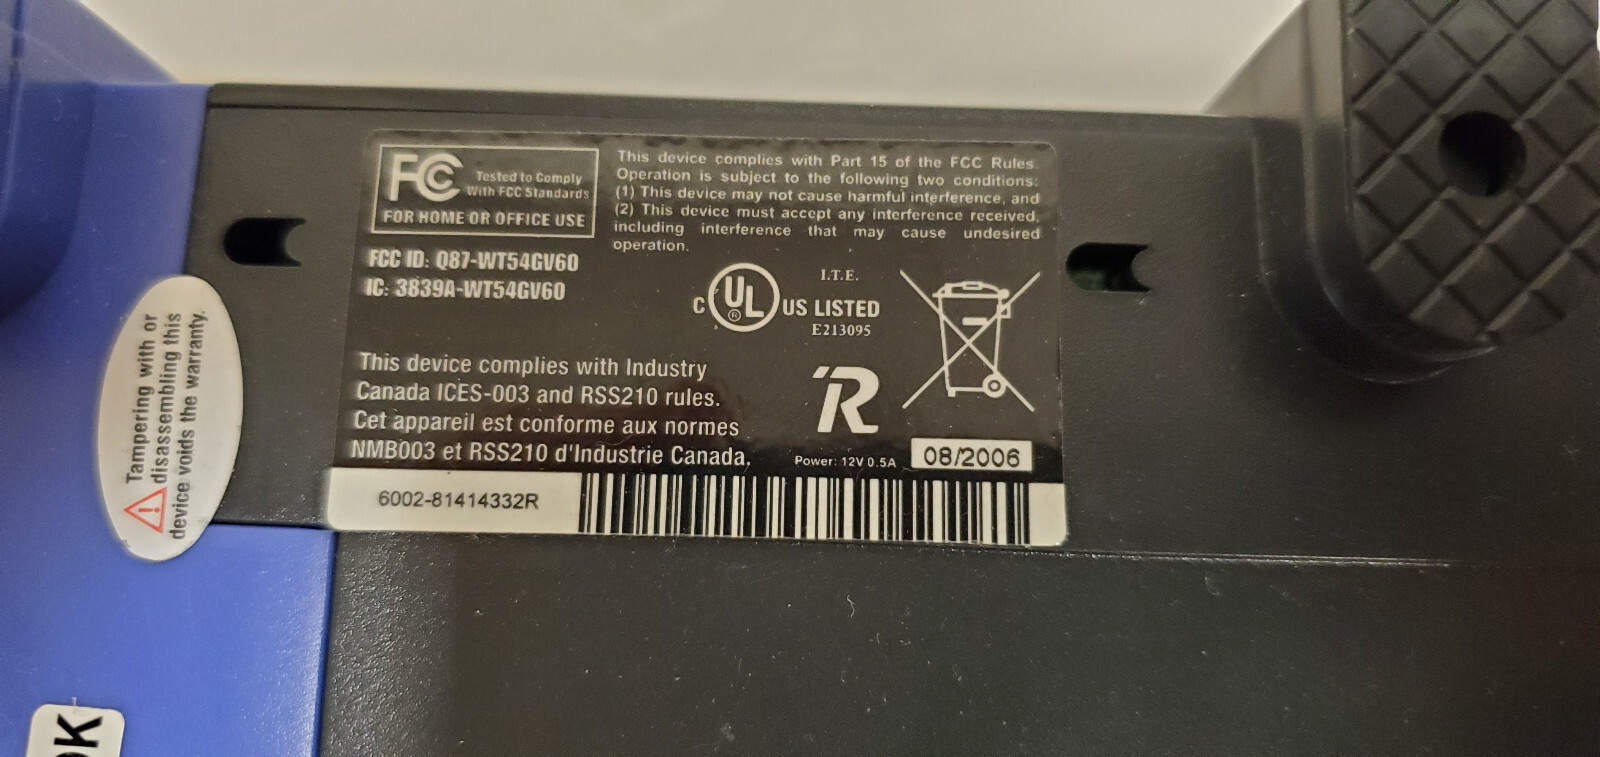 FCC
Tested to Comply
With FCC Standards
FOR HOME OR OFFICE USE
This device complies with Part 15 of the FCC Rules.
Operation is subject to the following two conditions:
(1) This device may not cause harmful interference, and
(2) This device must accept any interference received,
including interference that may cause undesired
operation.
FCC ID: Q87-WT54GV60
IC: 3839A-WT54GV60
I.T.E.
C UL ® US LISTED
E213095
This device complies with Industry
Canada ICES-003 and RSS210 rules.
Cet appareil est conforme aux normes
NMB003 et RSS210 d'Industrie Canada.
R
Power: 12V 0.5A
08/2006
6002-81414332R
Tampering with or
disassembling this
device voids the warranty.